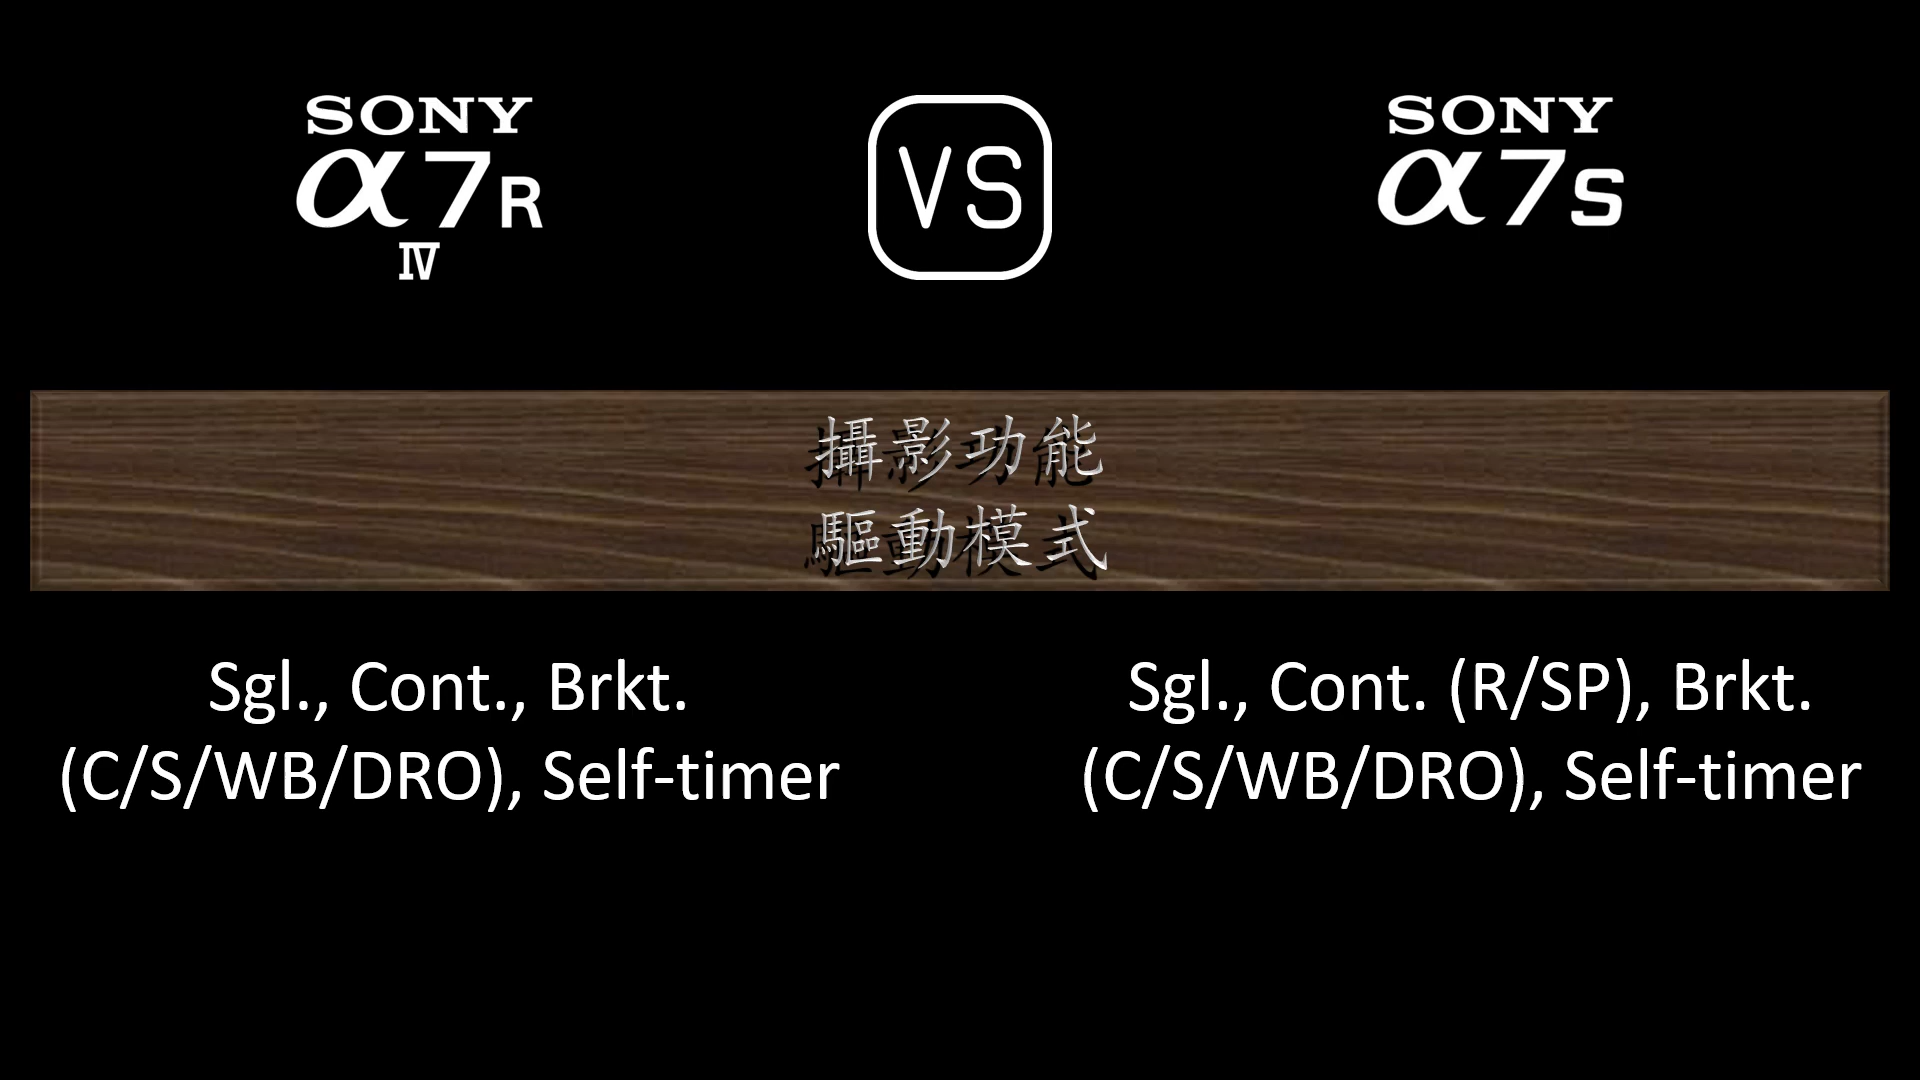 SONY
α7R
IV
VS
SONY
α7S
攝影功能
驅動模式
Sgl., Cont., Brkt.
(C/S/WB/DRO), Self-timer
Sgl., Cont. (R/SP), Brkt.
(C/S/WB/DRO), Self-timer